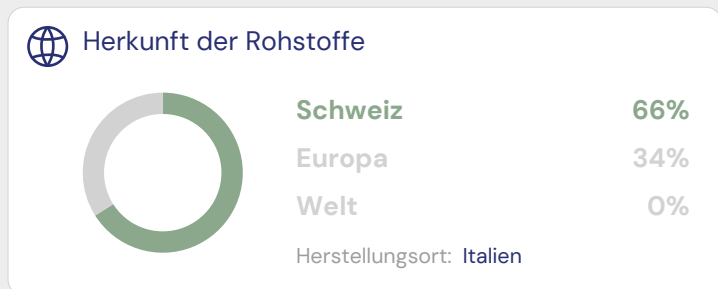 Herkunft der Rohstoffe
Schweiz 66%
Europa 34%
Welt 0%
Herstellungsort: Italien